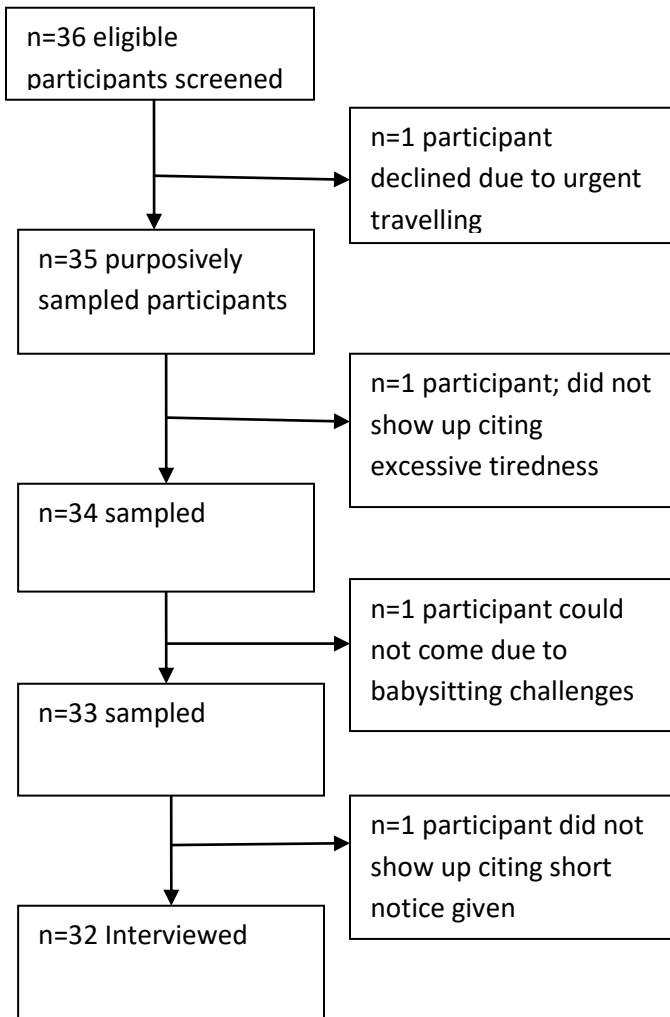 n=36 eligible
participants screened
n=1 participant
declined due to urgent
travelling
n=35 purposively
sampled participants
n=1 participant; did not
show up citing
excessive tiredness
n=34 sampled
n=1 participant could
not come due to
babysitting challenges
n=33 sampled
n=1 participant did not
show up citing short
notice given
n=32 Interviewed